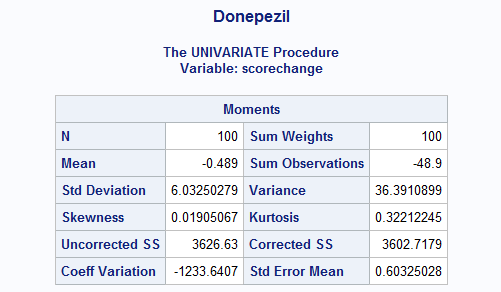 Donepezil
The UNIVARIATE Procedure
Variable: scorechange
Moments
N 100 Sum Weights 100
Mean -0.489 Sum Observations -48.9
Std Deviation 6.03250279 Variance 36.3910899
Skewness 0.01905067 Kurtosis 0.32212245
Uncorrected SS 3626.63 Corrected SS 3602.7179
Coeff Variation -1233.6407 Std Error Mean 0.60325028